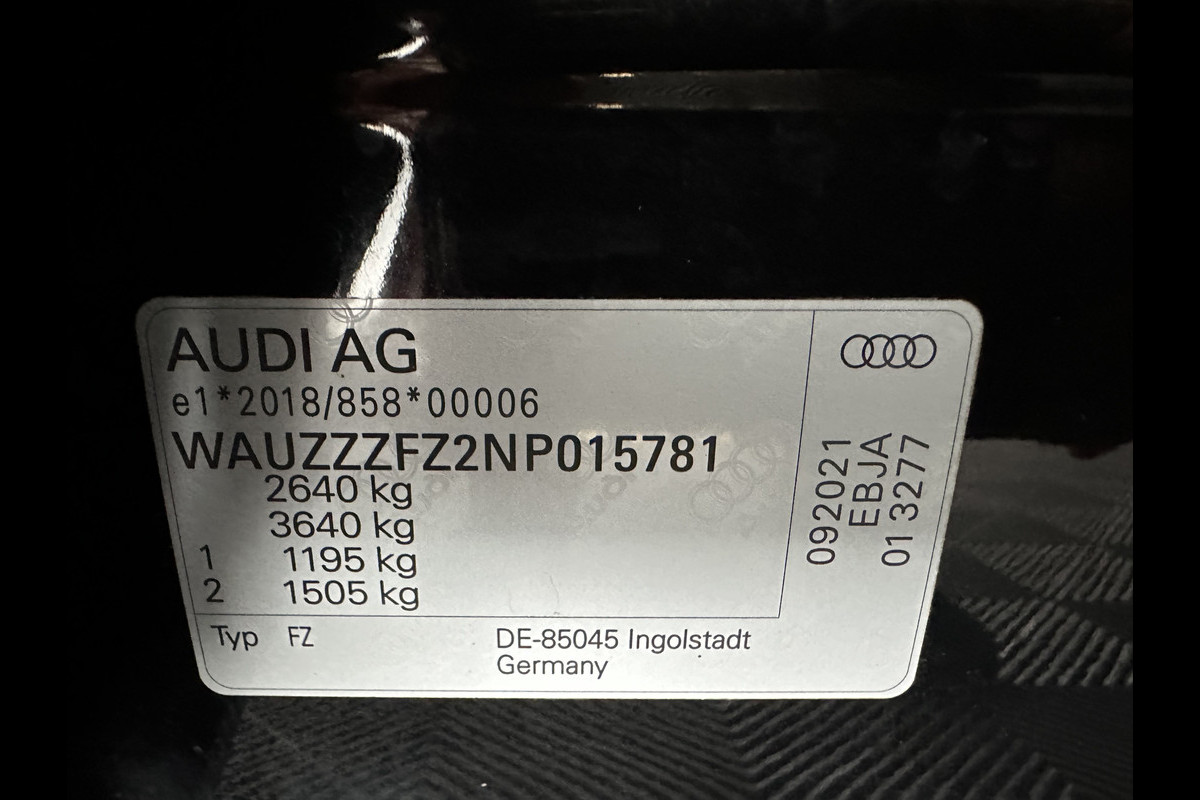 AUDI AG
e1*2018/858*00006
WAUZZZFZ2NP015781
2640 kg
3640 kg
1 1195 kg
2 1505 kg
Typ FZ
DE-85045 Ingolstadt
Germany
092021
EBJA
01 3277